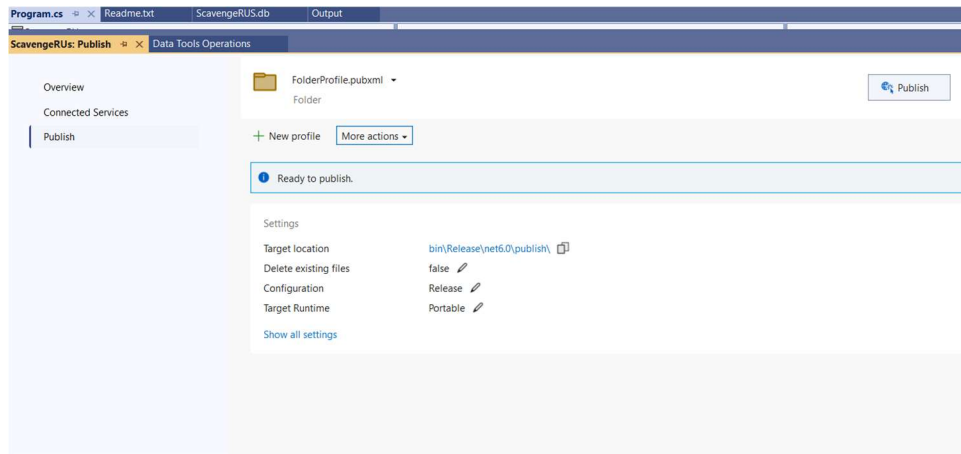 Program.cs Readme.txt ScavengeRUS.db Output
ScavengeRUs: Publish Data Tools Operations
Overview
Connected Services
Publish
FolderProfile.pubxml
Folder
Publish
New profile More actions
Ready to publish.
Settings
Target location bin\Release\net6.0\publish\
Delete existing files false
Configuration Release
Target Runtime Portable
Show all settings